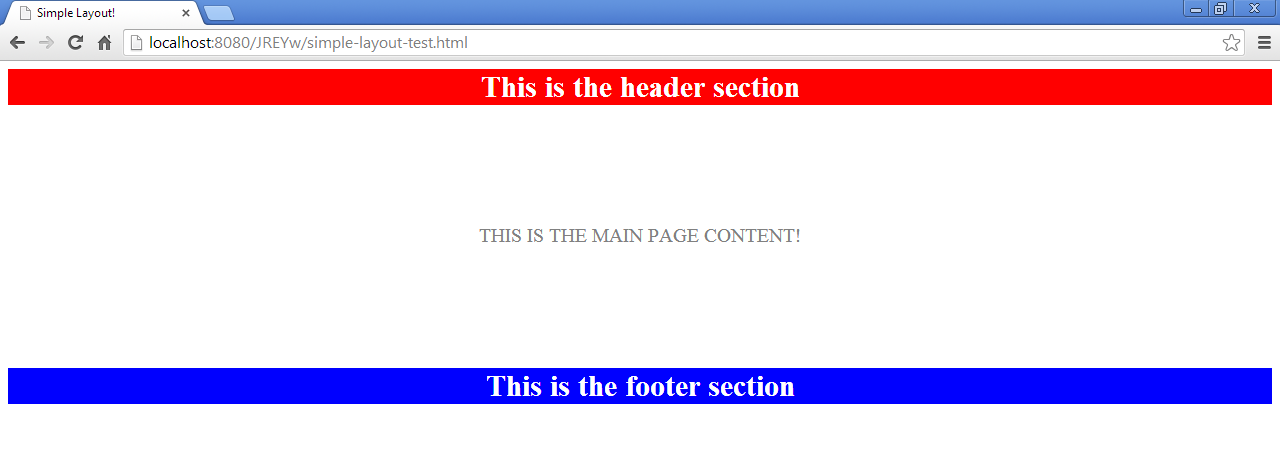 Simple Layout!
localhost:8080/JREYw/simple-layout-test.html
This is the header section
THIS IS THE MAIN PAGE CONTENT!
This is the footer section